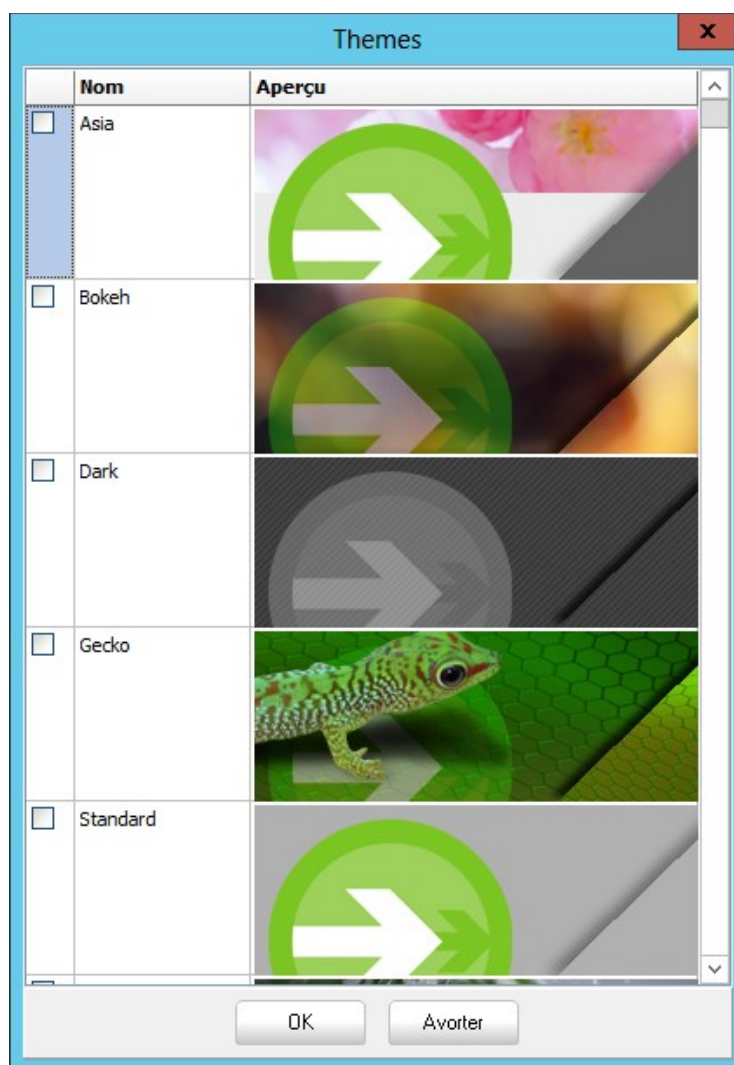 Themes
x
Nom Aperçu
Asia
Bokeh
Dark
Gecko
Standard
OK Avorter